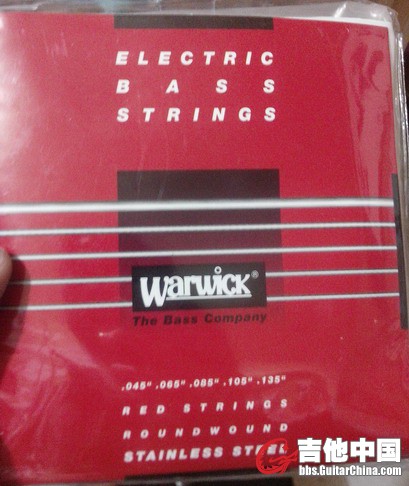 ELECTRIC
BASS
STRINGS
Warwick®
The Bass Company
.045" .065" .085" .105" .135"
RED STRINGS
ROUNDWOUND
STAINLESS STEEL
吉他中国
bbs.GuitarChina.com